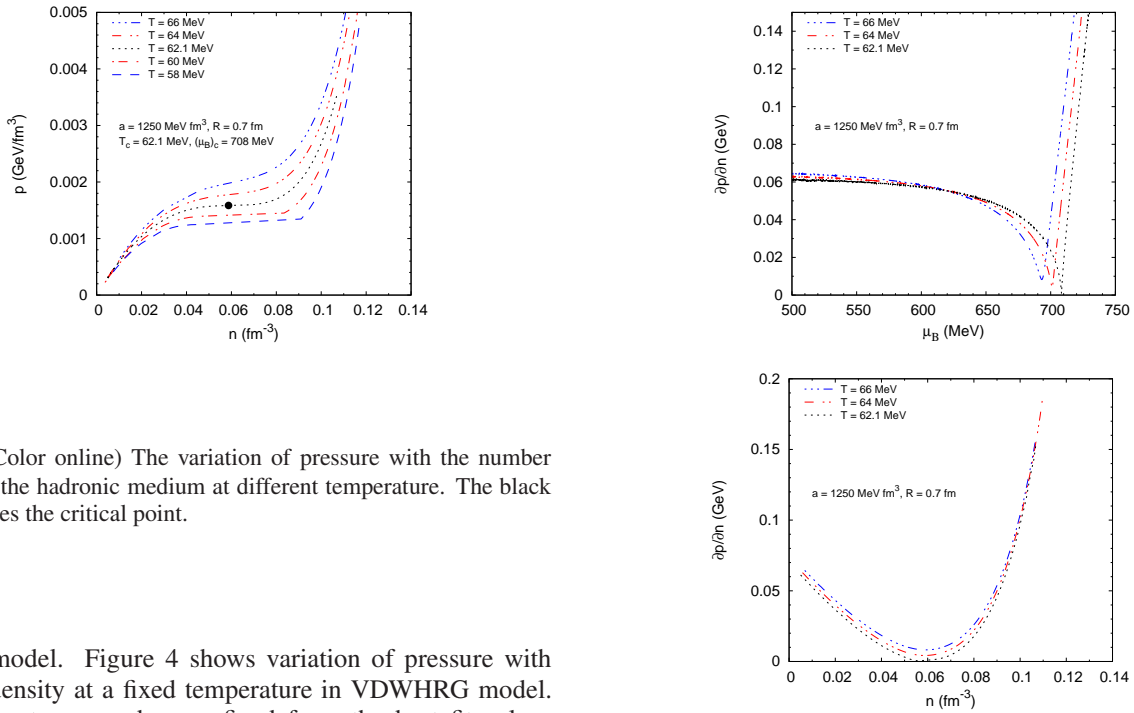 0.005
0.004
0.003
0.002
0.001
0
p (GeV/fm³)
T = 66 MeV
T = 64 MeV
T = 62.1 MeV
T = 60 MeV
T = 58 MeV
a = 1250 MeV fm³, R = 0.7 fm
T_c = 62.1 MeV, (μ_B)_c = 708 MeV
0 0.02 0.04 0.06 0.08 0.1 0.12 0.14
n (fm⁻³)
Color online) The variation of pressure with the number
the hadronic medium at different temperature. The black
es the critical point.
model. Figure 4 shows variation of pressure with
ensity at a fixed temperature in VDWHRG model.
0.14
0.12
0.1
0.08
0.06
0.04
0.02
0
∂p/∂n (GeV)
T = 66 MeV
T = 64 MeV
T = 62.1 MeV
a = 1250 MeV fm³, R = 0.7 fm
500 550 600 650 700 750
μ_B (MeV)
0.2
0.15
0.1
0.05
0
∂p/∂n (GeV)
T = 66 MeV
T = 64 MeV
T = 62.1 MeV
a = 1250 MeV fm³, R = 0.7 fm
0 0.02 0.04 0.06 0.08 0.1 0.12 0.14
n (fm⁻³)